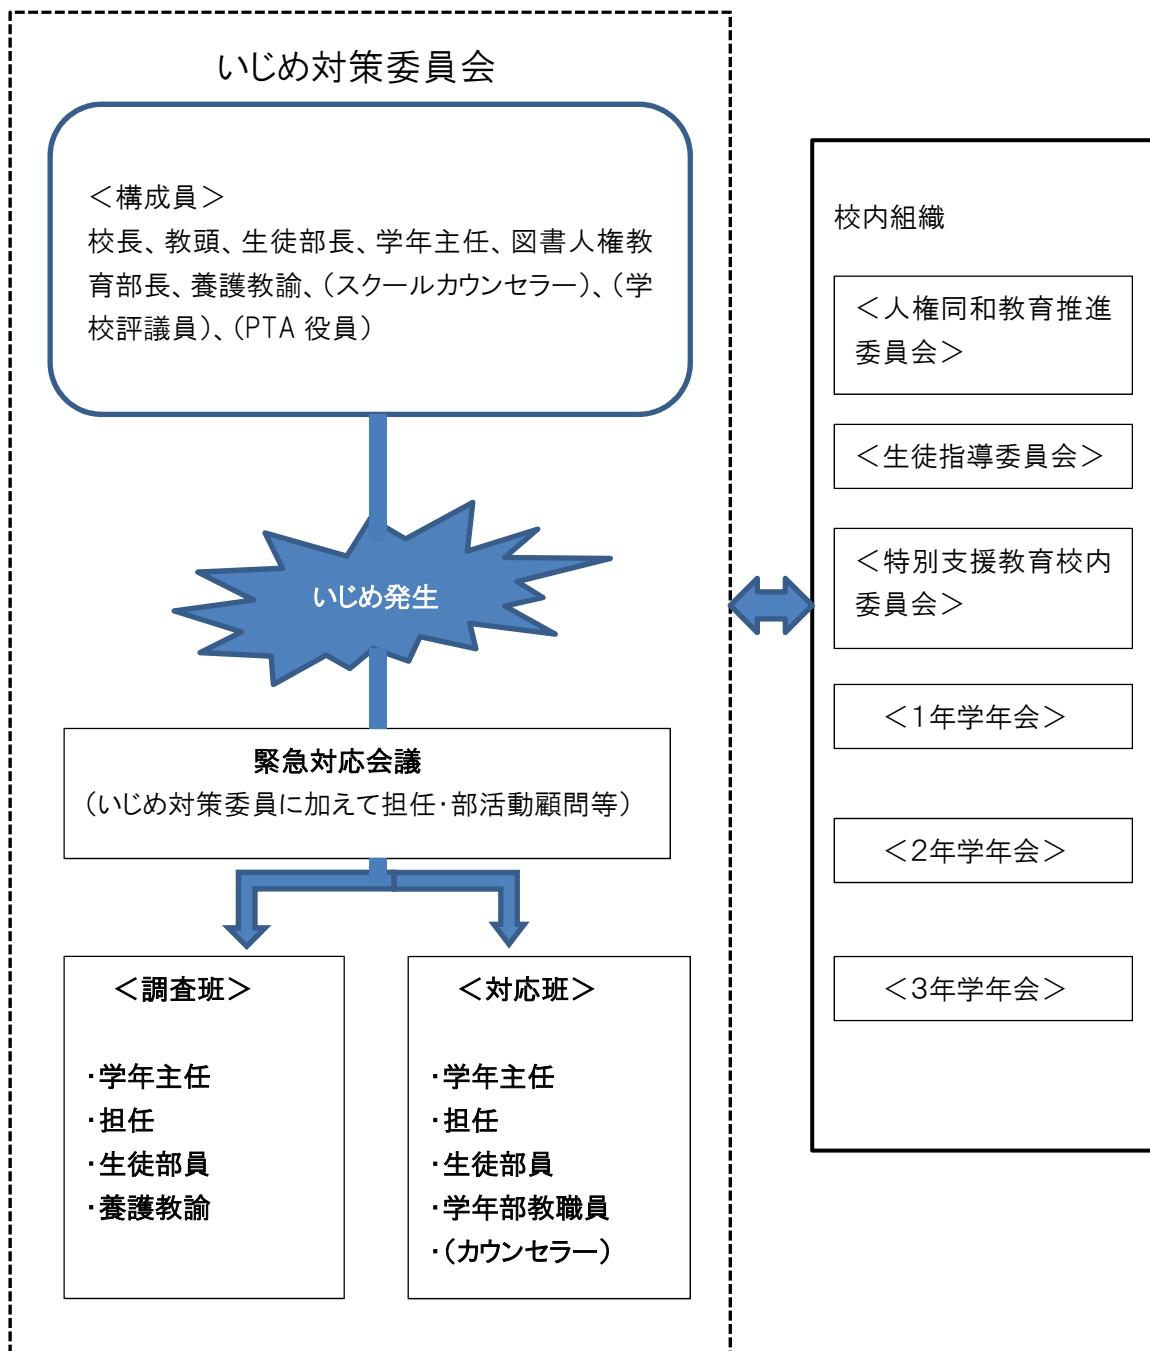 いじめ対策委員会
＜構成員＞
校長、教頭、生徒部長、学年主任、図書人権教
育部長、養護教諭、（スクールカウンセラー）、（学
校評議員）、（PTA 役員）
いじめ発生
緊急対応会議
（いじめ対策委員に加えて担任・部活動顧問等）
＜調査班＞
・学年主任
・担任
・生徒部員
・養護教諭
＜対応班＞
・学年主任
・担任
・生徒部員
・学年部教職員
・（カウンセラー）
校内組織
＜人権同和教育推進
委員会＞
＜生徒指導委員会＞
＜特別支援教育校内
委員会＞
＜1年学年会＞
＜2年学年会＞
＜3年学年会＞